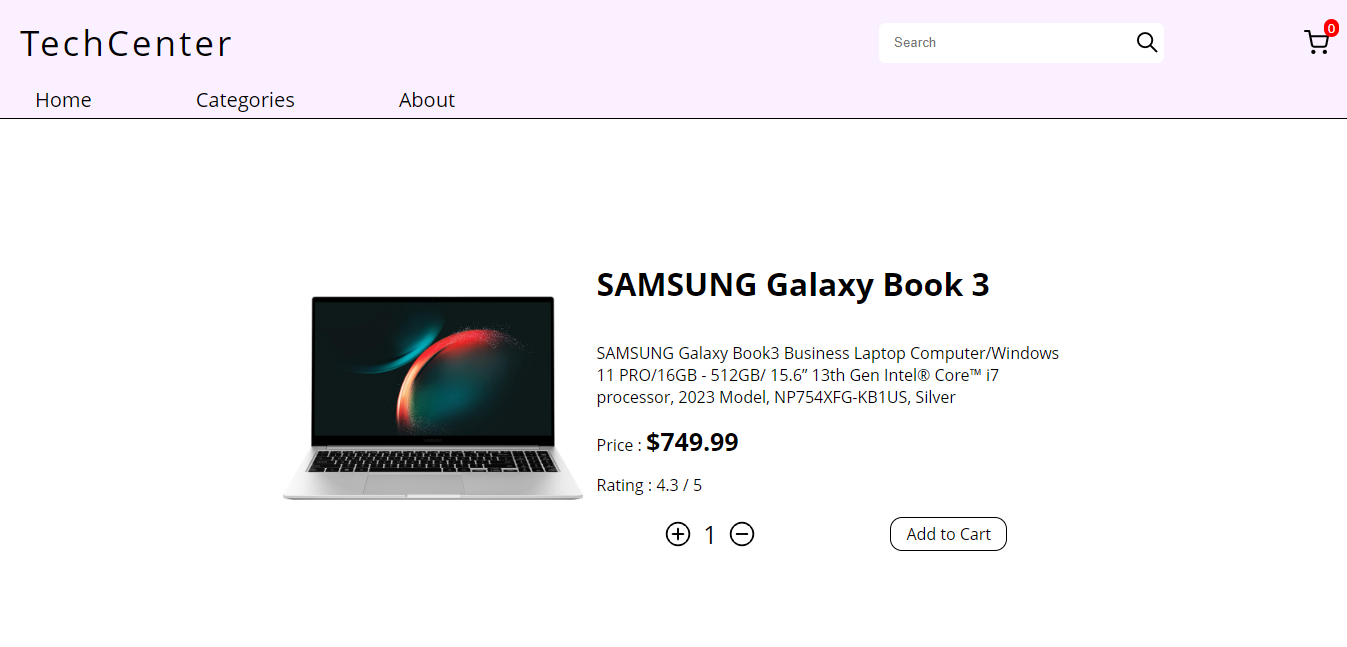 TechCenter
Search
0
Home Categories About
SAMSUNG Galaxy Book 3
SAMSUNG Galaxy Book3 Business Laptop Computer/Windows
11 PRO/16GB - 512GB/ 15.6” 13th Gen Intel® Core™ i7
processor, 2023 Model, NP754XFG-KB1US, Silver
Price : $749.99
Rating : 4.3 / 5
1
Add to Cart